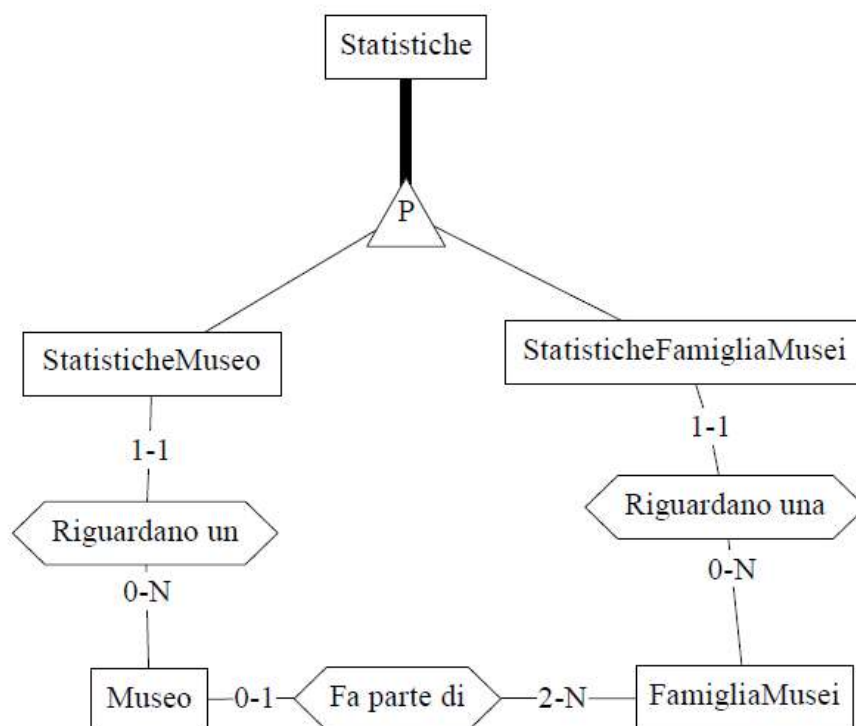 Statistiche
P
StatisticheMuseo
StatisticheFamigliaMusei
1-1
1-1
Riguardano un
Riguardano una
0-N
0-N
Museo
0-1
Fa parte di
2-N
FamigliaMusei